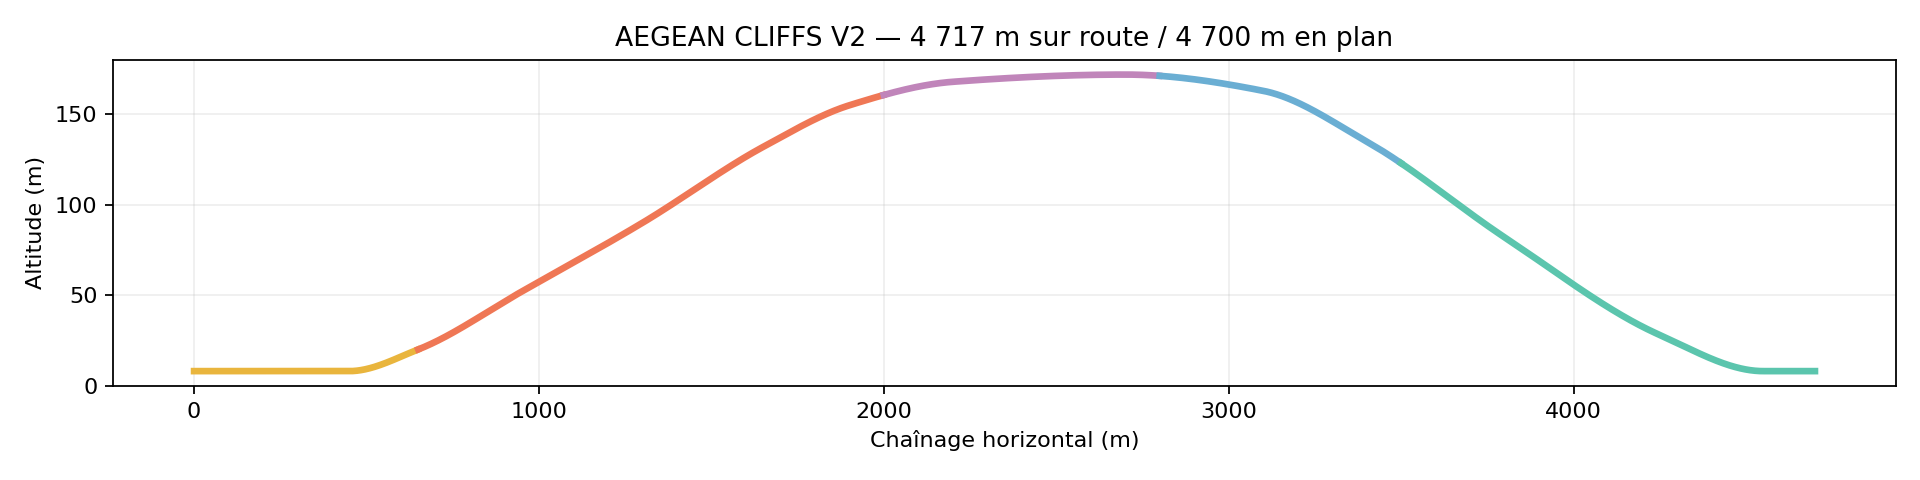 AEGEAN CLIFFS V2 — 4 717 m sur route / 4 700 m en plan
Altitude (m)
150
100
50
0
0 1000 2000 3000 4000
Chaînage horizontal (m)